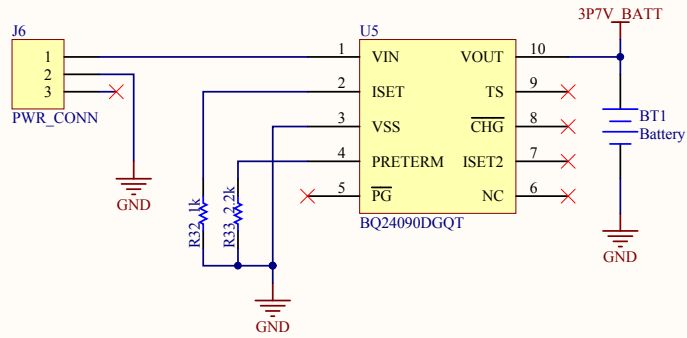 3P7V_BATT
J6
U5
1
2
3
PWR_CONN
1 VIN VOUT 10
2 ISET TS 9
3 VSS CHG 8
4 PRETERM ISET2 7
5 PG NC 6
BQ24090DGQT
BT1
Battery
R32 1k
R33 2.2k
GND
GND
GND